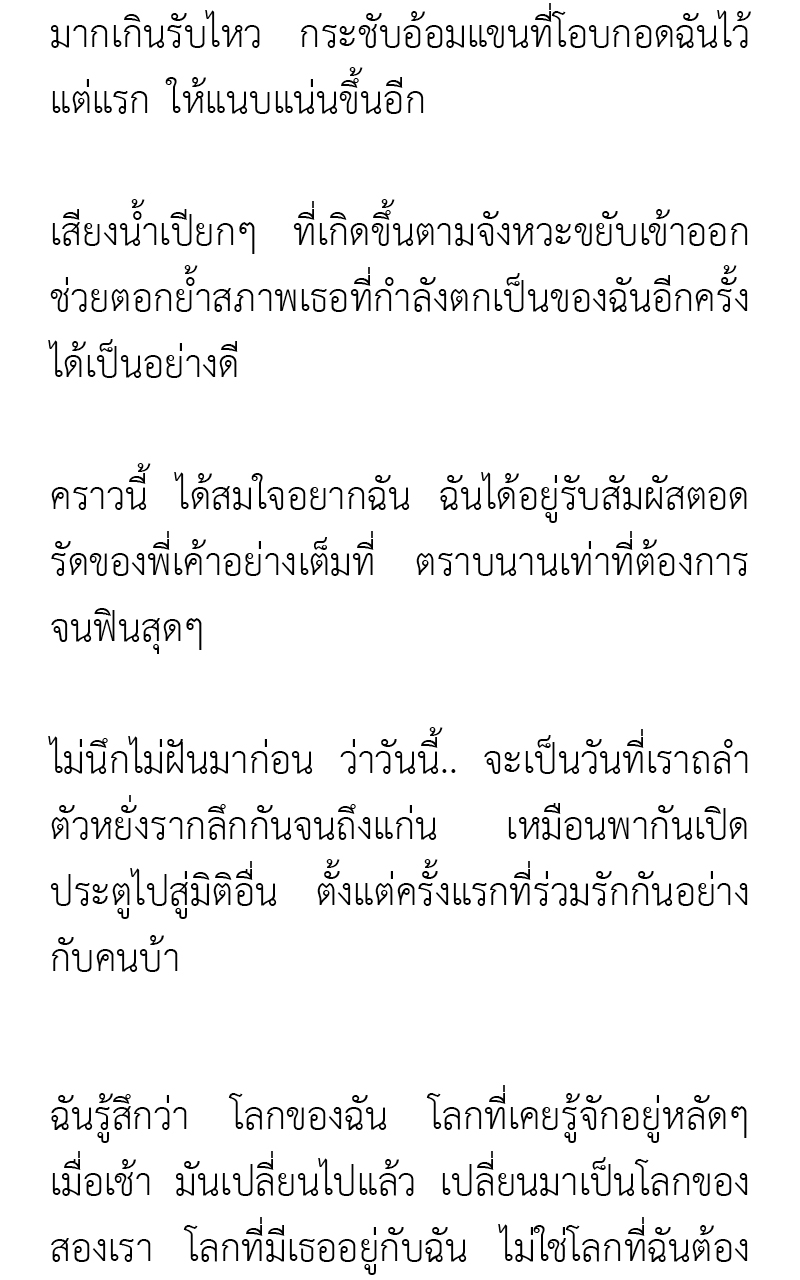 มากเกินรับไหว กระชับอ้อมแขนที่โอบกอดฉันไว้
แต่แรก ให้แนบแน่นขึ้นอีก
เสียงน้ำเปียกๆ ที่เกิดขึ้นตามจังหวะขยับเข้าออก
ช่วยตอกย้ำสภาพเธอที่กำลังตกเป็นของฉันอีกครั้ง
ได้เป็นอย่างดี
คราวนี้ ได้สมใจอยากฉัน ฉันได้อยู่รับสัมผัสตอด
รัดของพี่เค้าอย่างเต็มที่ ตราบนานเท่าที่ต้องการ
จนฟินสุดๆ
ไม่นึกไม่ฝันมาก่อน ว่าวันนี้.. จะเป็นวันที่เราถลำ
ตัวหยั่งรากลึกกันจนถึงแก่น เหมือนพากันเปิด
ประตูไปสู่มิติอื่น ตั้งแต่ครั้งแรกที่ร่วมรักกันอย่าง
กับคนบ้า
ฉันรู้สึกว่า โลกของฉัน โลกที่เคยรู้จักอยู่หลัดๆ
เมื่อเช้า มันเปลี่ยนไปแล้ว เปลี่ยนมาเป็นโลกของ
สองเรา โลกที่มีเธออยู่กับฉัน ไม่ใช่โลกที่ฉันต้อง